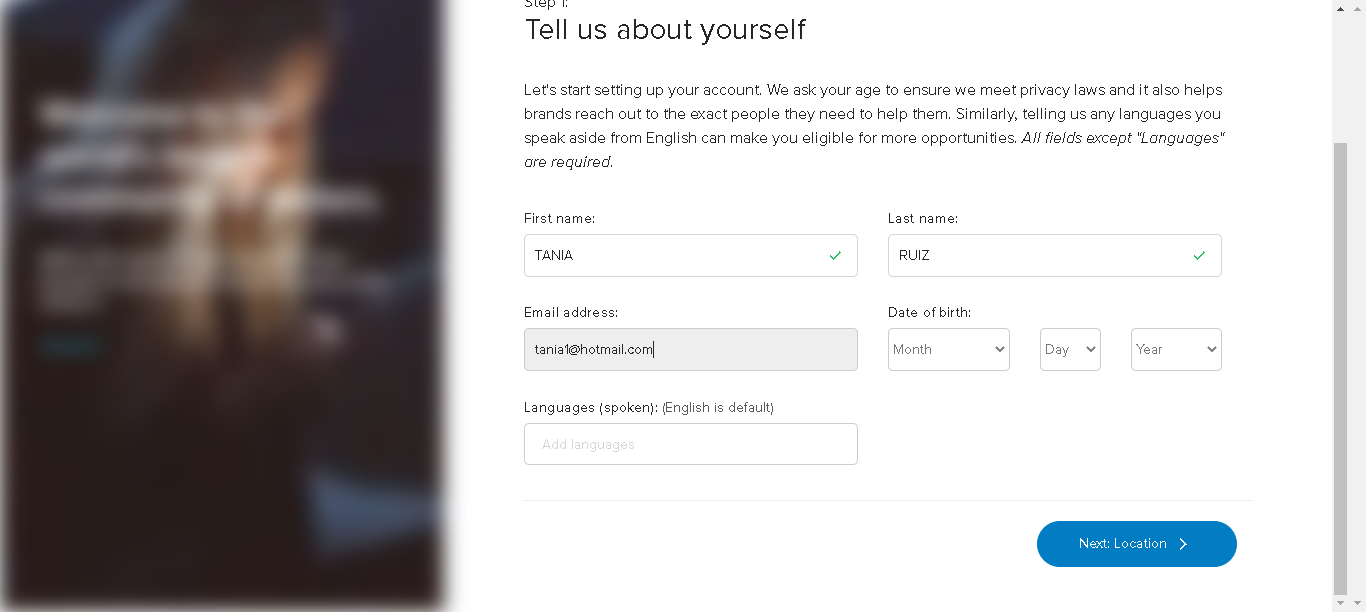 Step 1:
Tell us about yourself
Let's start setting up your account. We ask your age to ensure we meet privacy laws and it also helps
brands reach out to the exact people they need to help them. Similarly, telling us any languages you
speak aside from English can make you eligible for more opportunities. All fields except "Languages"
are required.
First name:
Last name:
TANIA
RUIZ
Email address:
Date of birth:
tania1@hotmail.com
Month
Day
Year
Languages (spoken): (English is default)
Add languages
Next: Location